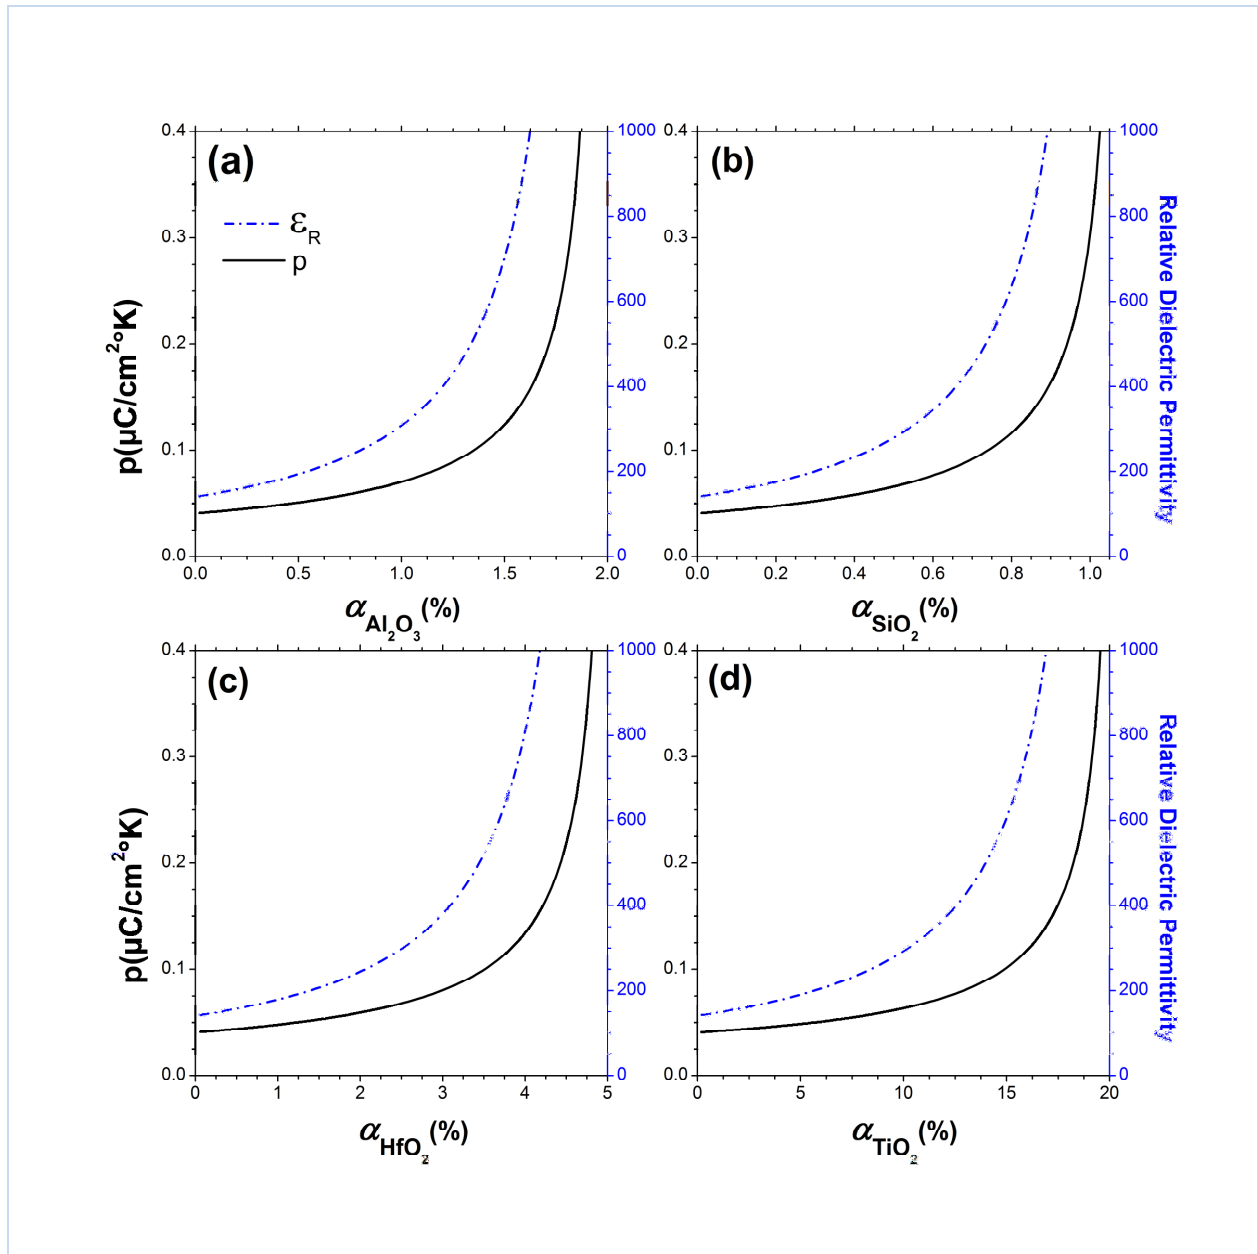 (a)
εR
p
p(µC/cm²°K)
0.4
0.3
0.2
0.1
0.0
0.0 0.5 1.0 1.5 2.0
αAl₂O₃(%)
1000
800
600
400
200
0
(b)
0.4
0.3
0.2
0.1
0.0
0.0 0.2 0.4 0.6 0.8 1.0
αSiO₂(%)
1000
800
600
400
200
0
Relative Dielectric Permittivity
(c)
p(µC/cm²°K)
0.4
0.3
0.2
0.1
0.0
0 1 2 3 4 5
αHfO₂(%)
1000
800
600
400
200
0
(d)
0.4
0.3
0.2
0.1
0.0
0 5 10 15 20
αTiO₂(%)
1000
800
600
400
200
0
Relative Dielectric Permittivity